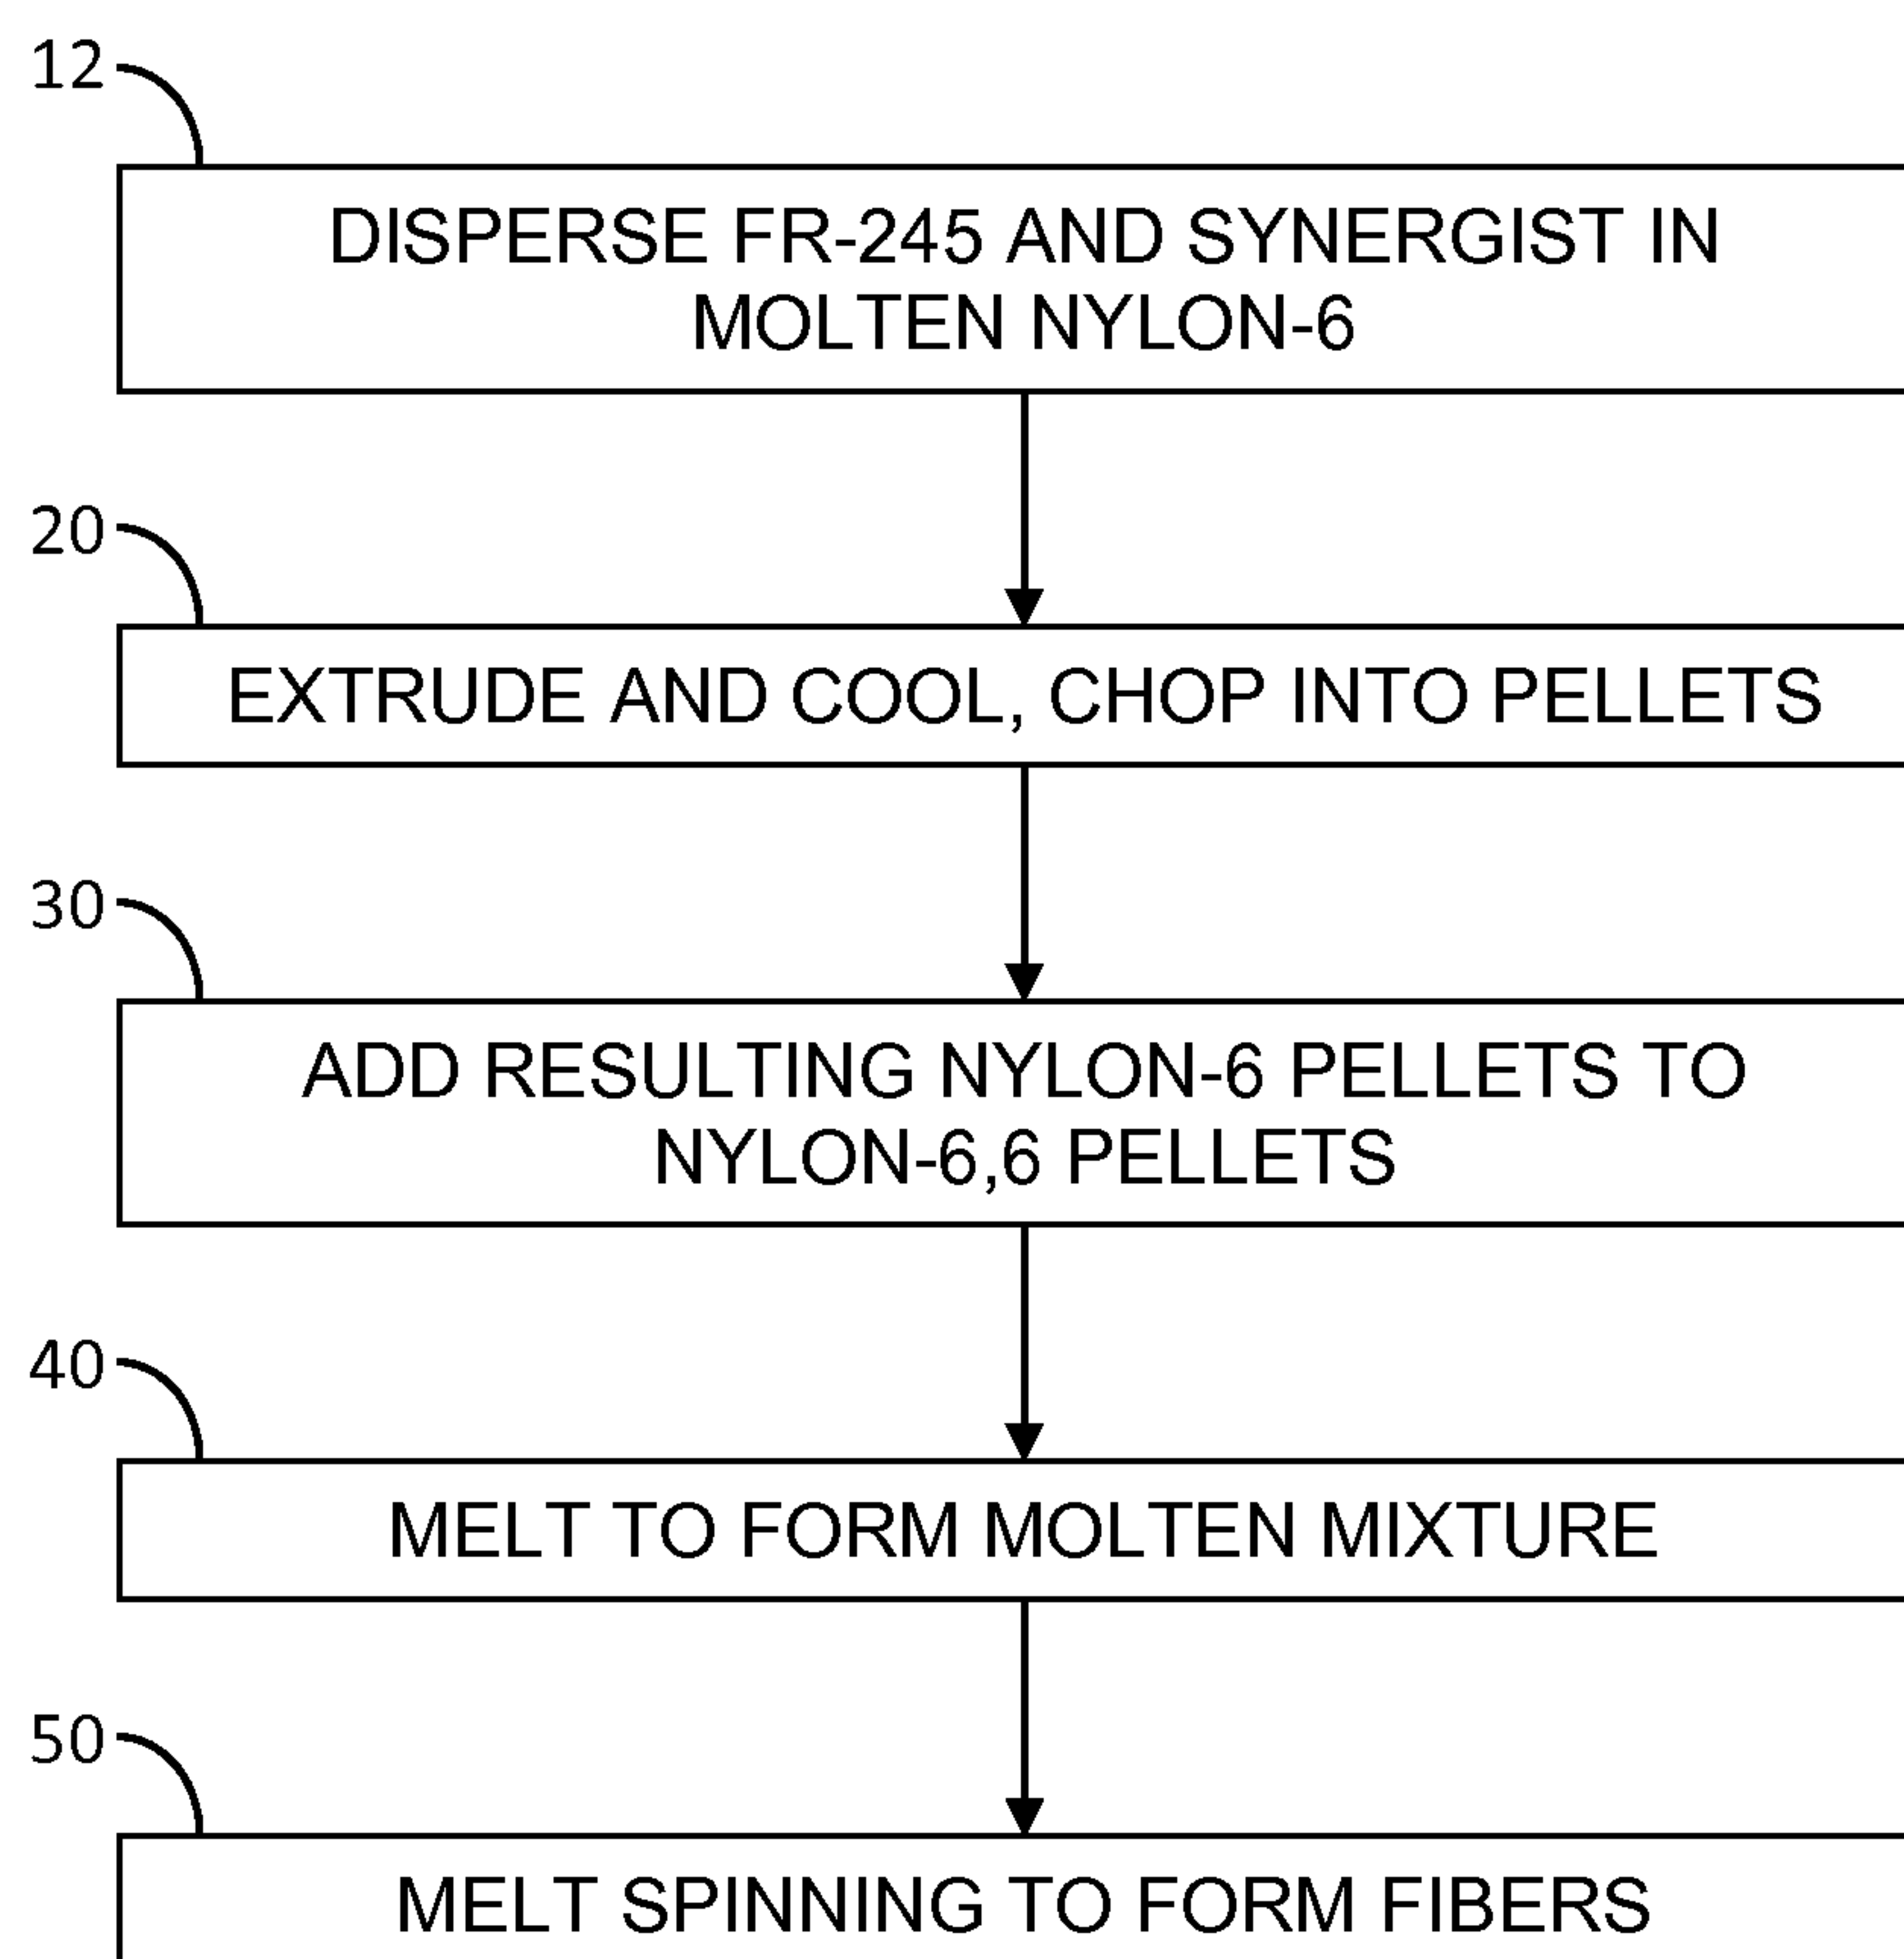 12
DISPERSE FR-245 AND SYNERGIST IN
MOLTEN NYLON-6
20
EXTRUDE AND COOL, CHOP INTO PELLETS
30
ADD RESULTING NYLON-6 PELLETS TO
NYLON-6,6 PELLETS
40
MELT TO FORM MOLTEN MIXTURE
50
MELT SPINNING TO FORM FIBERS